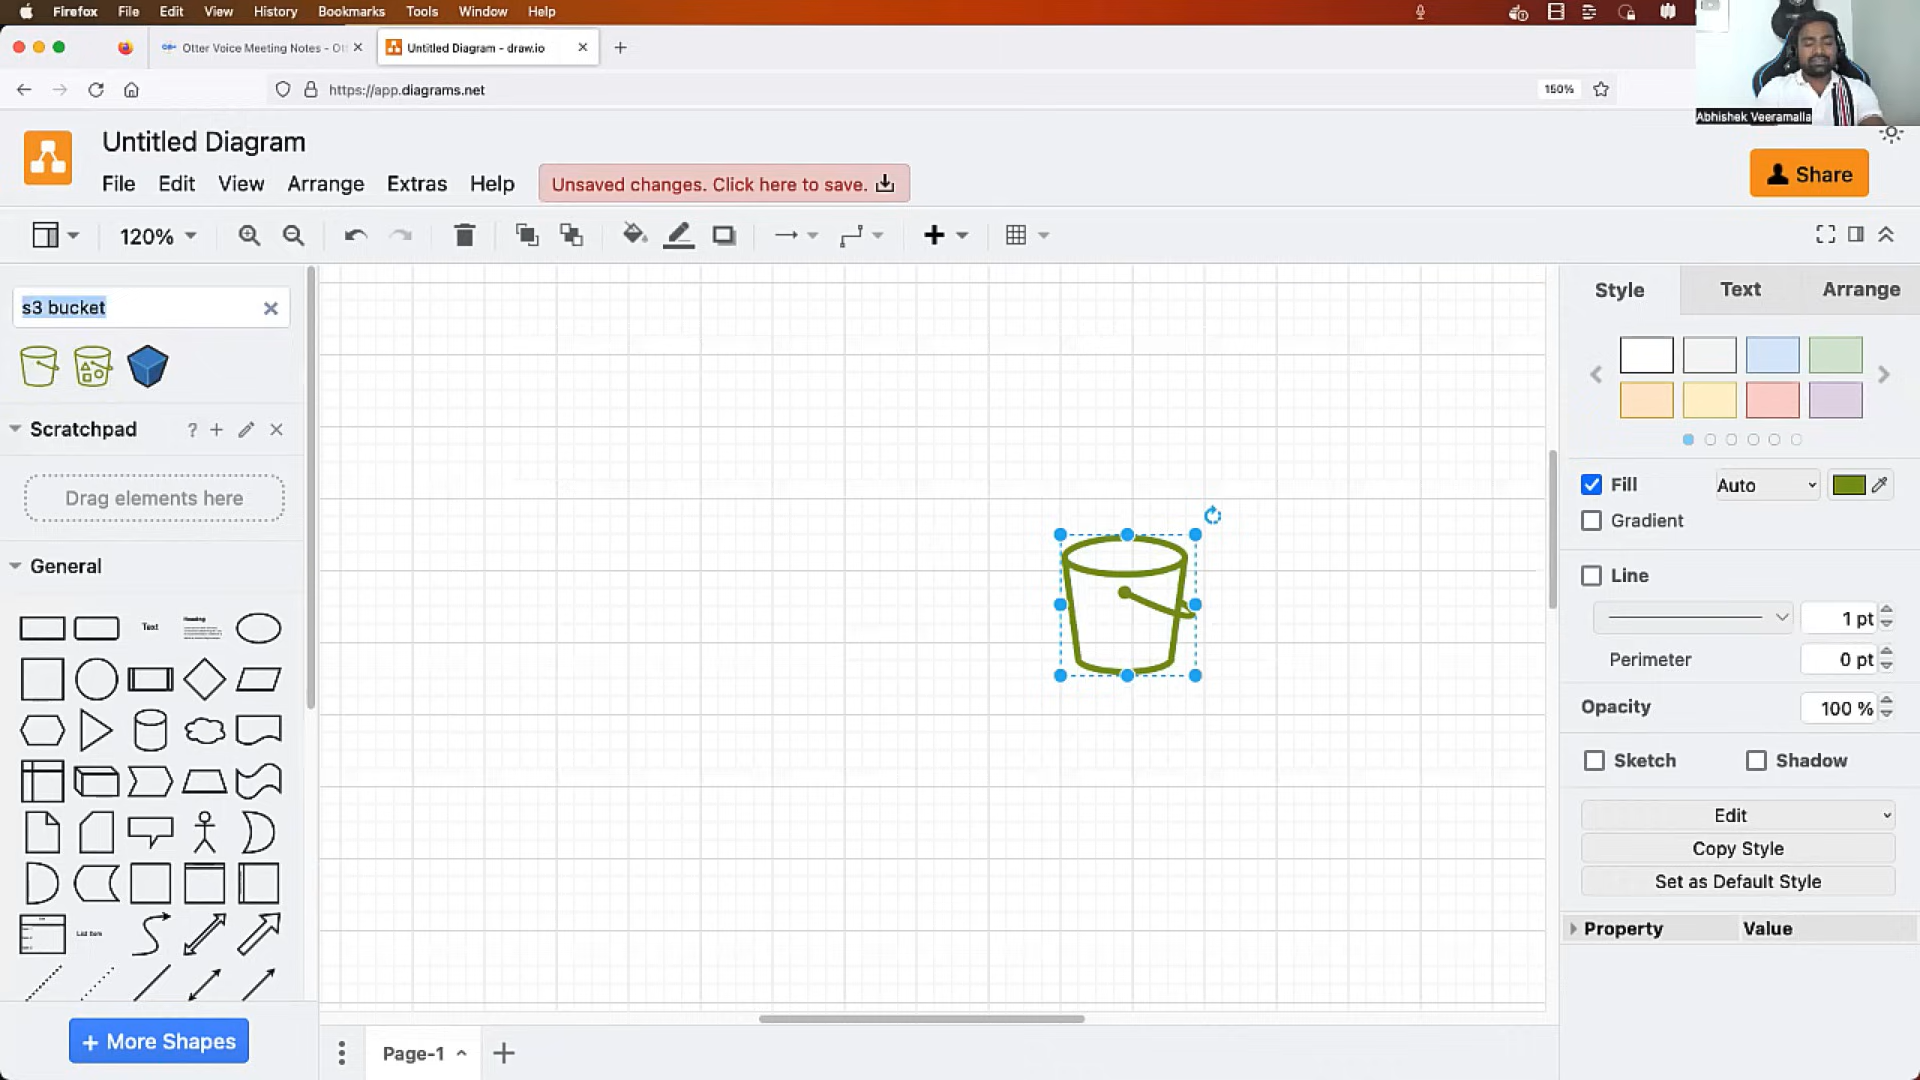 Firefox File Edit View History Bookmarks Tools Window Help
Otter Voice Meeting Notes - Ot
Untitled Diagram - draw.io
https://app.diagrams.net
150%
Abhishek Veeramalla
Untitled Diagram
File Edit View Arrange Extras Help
Unsaved changes. Click here to save.
Share
120%
s3 bucket
Scratchpad
?
Drag elements here
General
Text
Heading
List Item
+ More Shapes
Page-1
Style Text Arrange
Fill
Auto
Gradient
Line
1 pt
Perimeter
0 pt
Opacity
100 %
Sketch
Shadow
Edit
Copy Style
Set as Default Style
Property Value